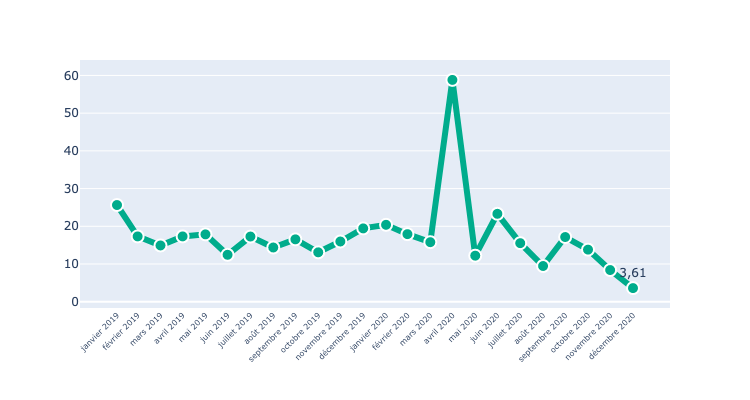 60
50
40
30
20
10
0
3,61
janvier 2019
février 2019
mars 2019
avril 2019
mai 2019
juin 2019
juillet 2019
août 2019
septembre 2019
octobre 2019
novembre 2019
décembre 2019
janvier 2020
février 2020
mars 2020
avril 2020
mai 2020
juin 2020
juillet 2020
août 2020
septembre 2020
octobre 2020
novembre 2020
décembre 2020